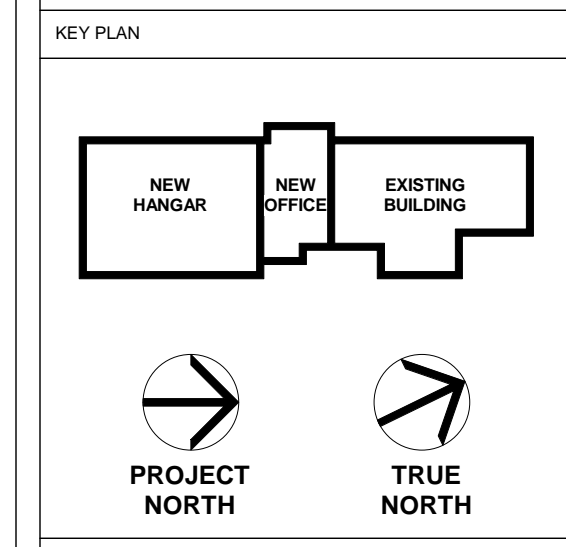 KEY PLAN
NEW
HANGAR
NEW
OFFICE
EXISTING
BUILDING
PROJECT
NORTH
TRUE
NORTH